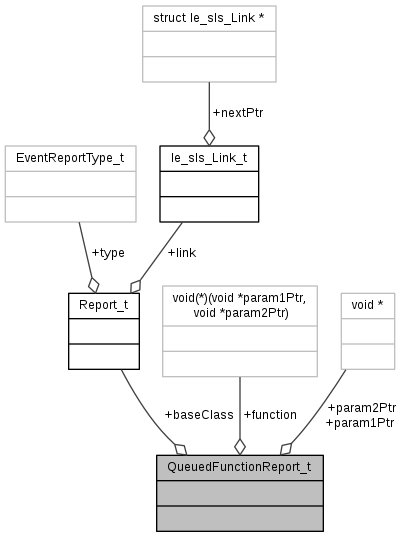 struct le_sls_Link *
+nextPtr
EventReportType_t
le_sls_Link_t
+type
+link
Report_t
void(*)(void *param1Ptr,
void *param2Ptr)
void *
+baseClass
+function
+param2Ptr
+param1Ptr
QueuedFunctionReport_t